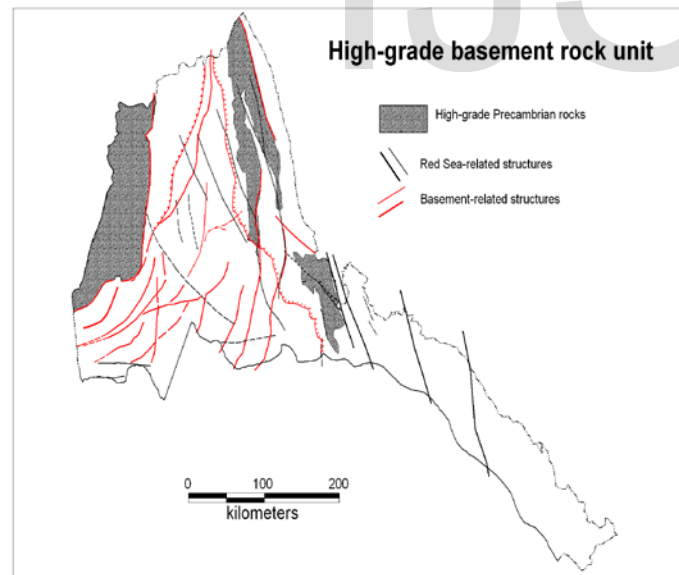 High-grade basement rock unit
High-grade Precambrian rocks
Red Sea-related structures
Basement-related structures
0 100 200
kilometers